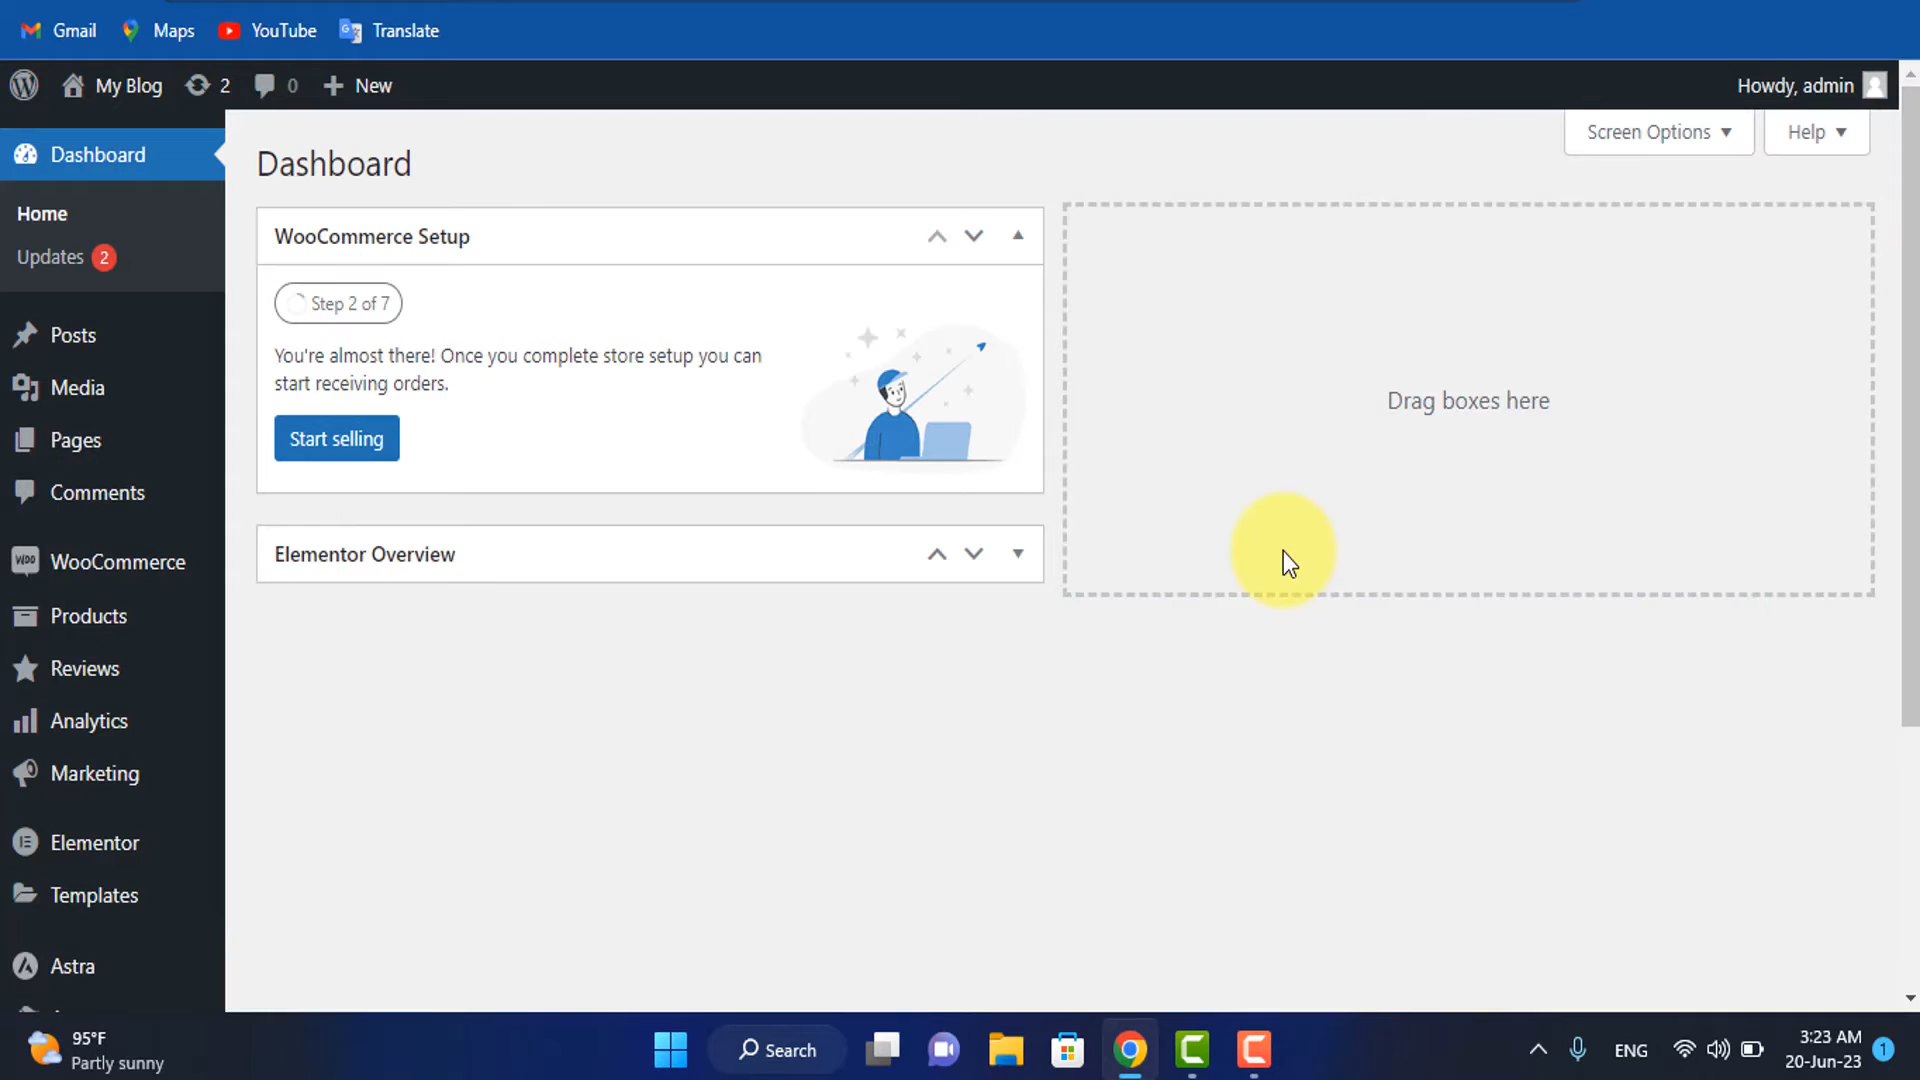 Gmail Maps YouTube Translate
My Blog 2 0 New Howdy, admin
Screen Options Help
Dashboard
Home
Updates 2
Posts
Media
Pages
Comments
WooCommerce
Products
Reviews
Analytics
Marketing
Elementor
Templates
Astra
Dashboard
WooCommerce Setup
Step 2 of 7
You're almost there! Once you complete store setup you can
start receiving orders.
Start selling
Elementor Overview
Drag boxes here
95°F
Partly sunny
Search
ENG
3:23 AM
20-Jun-23
1